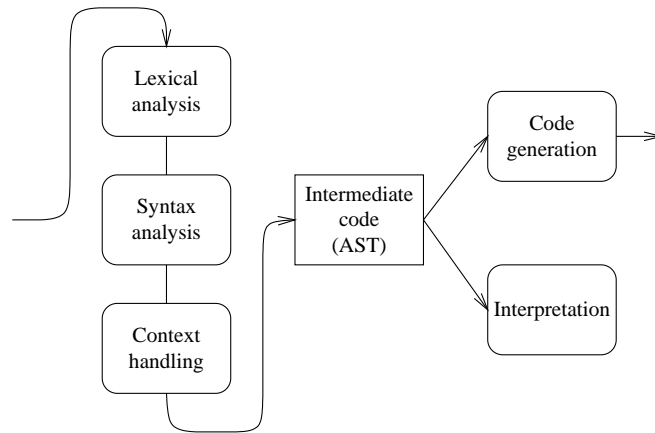 Lexical
analysis
Syntax
analysis
Context
handling
Intermediate
code
(AST)
Code
generation
Interpretation